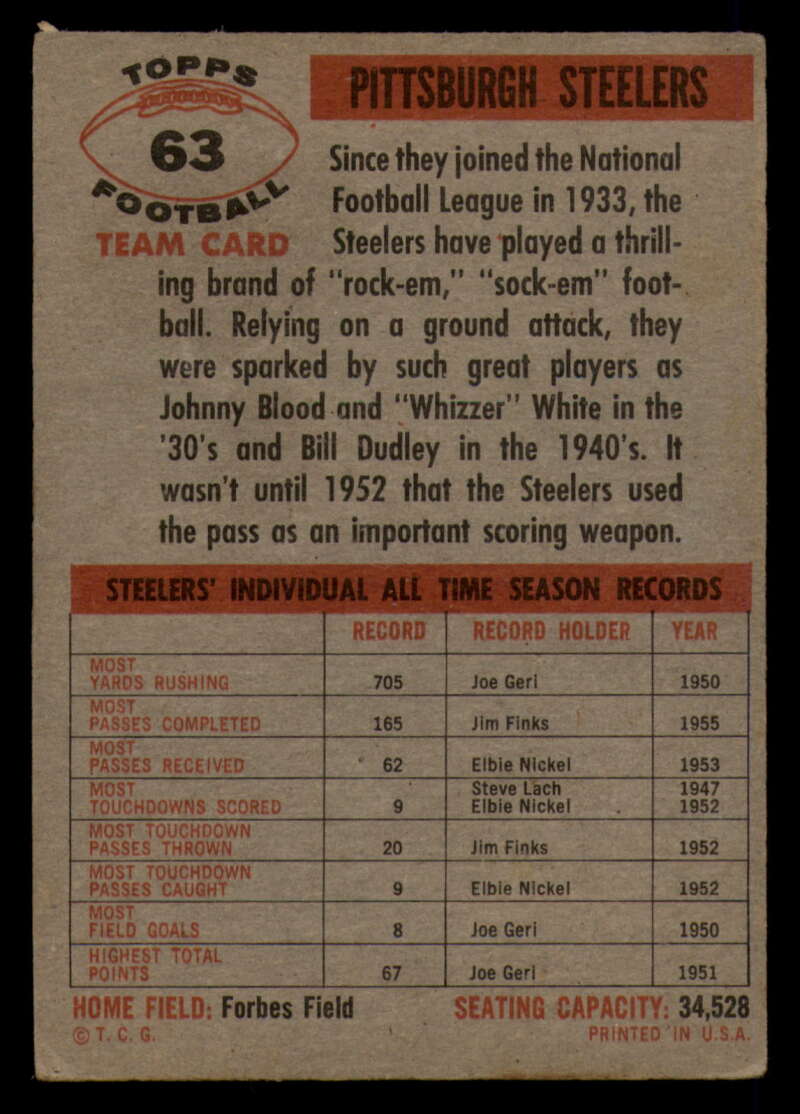 TOPPS
63
FOOTBALL
TEAM CARD
PITTSBURGH STEELERS
Since they joined the National
Football League in 1933, the
Steelers have played a thrill-
ing brand of "rock-em," "sock-em" foot-
ball. Relying on a ground attack, they
were sparked by such great players as
Johnny Blood and "Whizzer" White in the
'30's and Bill Dudley in the 1940's. It
wasn't until 1952 that the Steelers used
the pass as an important scoring weapon.
STEELERS' INDIVIDUAL ALL TIME SEASON RECORDS
RECORD RECORD HOLDER YEAR
MOST
YARDS RUSHING 705 Joe Geri 1950
MOST
PASSES COMPLETED 165 Jim Finks 1955
MOST
PASSES RECEIVED 62 Elbie Nickel 1953
MOST Steve Lach 1947
TOUCHDOWNS SCORED 9 Elbie Nickel 1952
MOST TOUCHDOWN
PASSES THROWN 20 Jim Finks 1952
MOST TOUCHDOWN
PASSES CAUGHT 9 Elbie Nickel 1952
MOST
FIELD GOALS 8 Joe Geri 1950
HIGHEST TOTAL
POINTS 67 Joe Geri 1951
HOME FIELD: Forbes Field SEATING CAPACITY: 34,528
© T. C. G. PRINTED IN U.S.A.